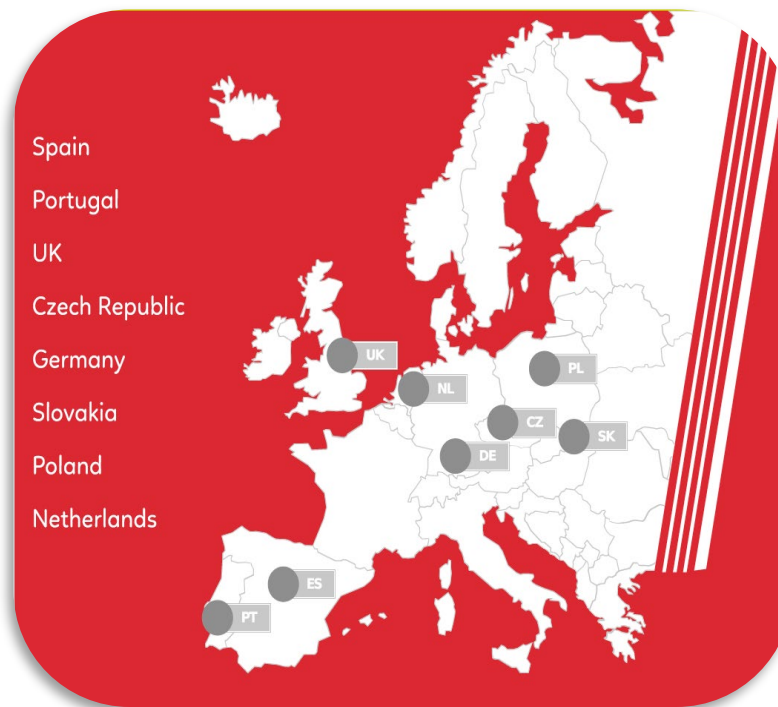 Spain
Portugal
UK
Czech Republic
Germany
Slovakia
Poland
Netherlands
UK
NL
PL
CZ
SK
DE
ES
PT